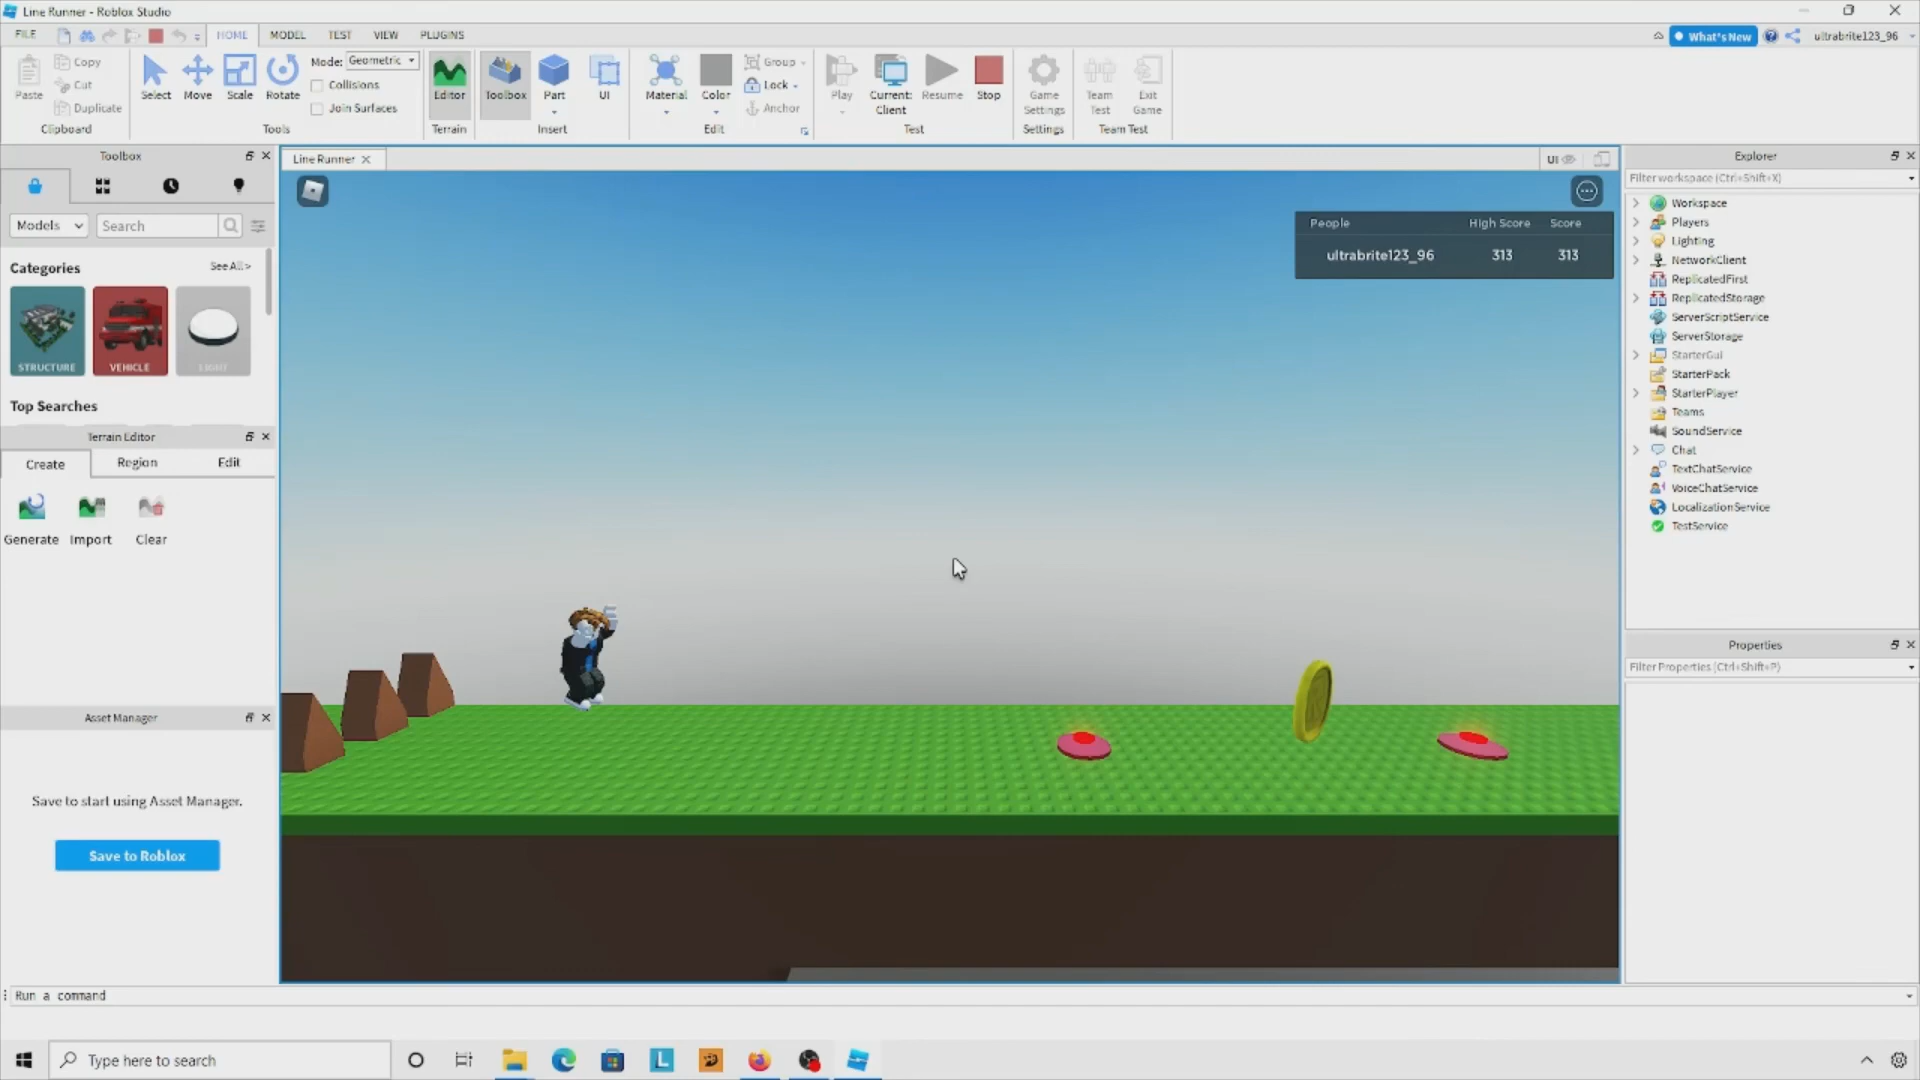 Line Runner - Roblox Studio
FILE
HOME
MODEL
TEST
VIEW
PLUGINS
What's New
ultrabrite123_96
Paste
Copy
Cut
Duplicate
Clipboard
Select
Move
Scale
Rotate
Mode: Geometric
Collisions
Join Surfaces
Tools
Editor
Terrain
Toolbox
Part
UI
Insert
Material
Color
Group
Lock
Anchor
Edit
Play
Current: Client
Resume
Stop
Test
Game Settings
Settings
Team Test
Exit Game
Team Test
Toolbox
Models
Search
Categories
See All >
STRUCTURE
VEHICLE
LIGHT
Top Searches
Terrain Editor
Create
Region
Edit
Generate
Import
Clear
Asset Manager
Save to start using Asset Manager.
Save to Roblox
Line Runner
UI
People High Score Score
ultrabrite123_96 313 313
Explorer
Filter workspace (Ctrl+Shift+X)
Workspace
Players
Lighting
NetworkClient
ReplicatedFirst
ReplicatedStorage
ServerScriptService
ServerStorage
StarterGui
StarterPack
StarterPlayer
Teams
SoundService
Chat
TextChatService
VoiceChatService
LocalizationService
TestService
Properties
Filter Properties (Ctrl+Shift+P)
Run a command
Type here to search
L